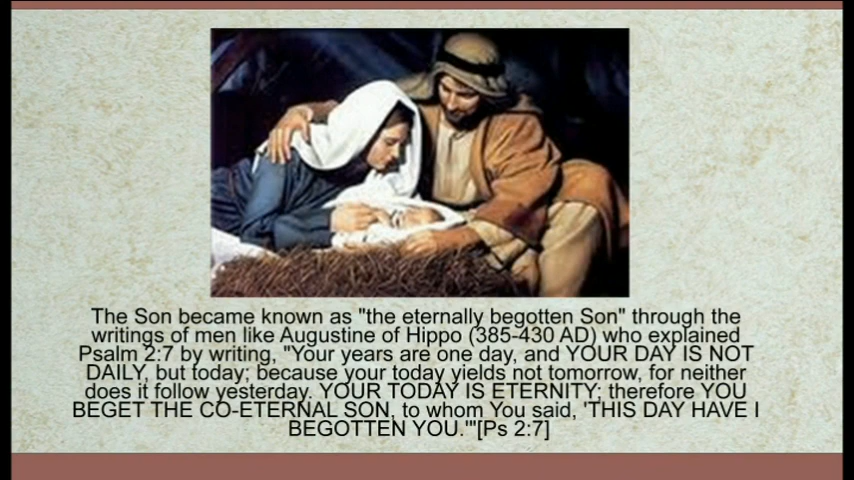 The Son became known as "the eternally begotten Son" through the
writings of men like Augustine of Hippo (385-430 AD) who explained
Psalm 2:7 by writing, "Your years are one day, and YOUR DAY IS NOT
DAILY, but today; because your today yields not tomorrow, for neither
does it follow yesterday. YOUR TODAY IS ETERNITY; therefore YOU
BEGET THE CO-ETERNAL SON, to whom You said, 'THIS DAY HAVE I
BEGOTTEN YOU.'"[Ps 2:7]